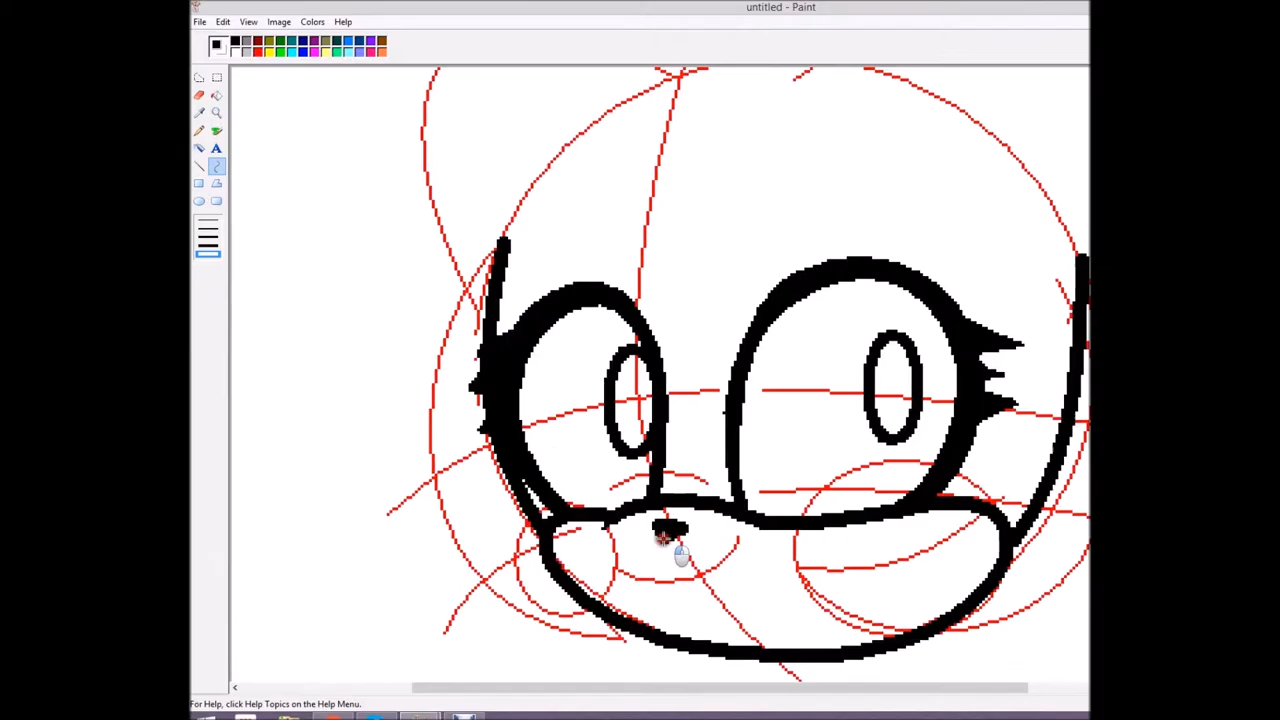 untitled - Paint
File Edit View Image Colors Help
For Help, click Help Topics on the Help Menu.